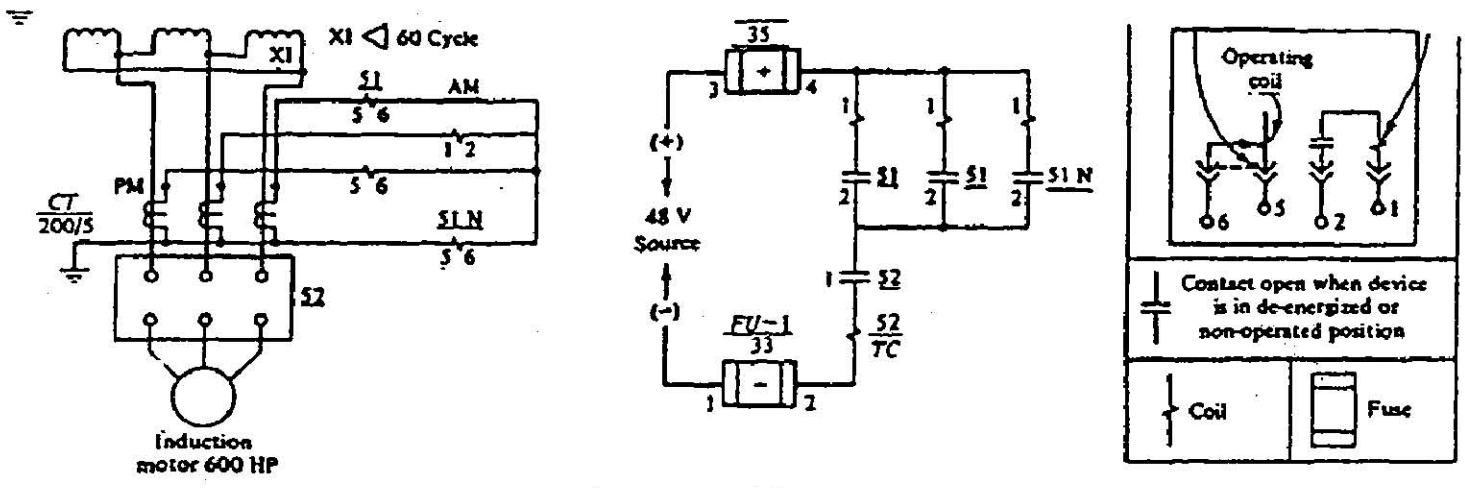 X1 60 Cycle
X1
51
5 6
AM
1 2
5 6
PM
CT
200/5
51 N
5 6
52
Induction
motor 600 HP
35
3 + 4
(+)
48 V
Source
(-)
1 1 1
2 51 2 51 2 51 N
1 52
52
TC
FU-1
33
1 - 2
Operating
coil
6 5 2 1
Contact open when device
is in de-energized or
non-operated position
Coil
Fuse